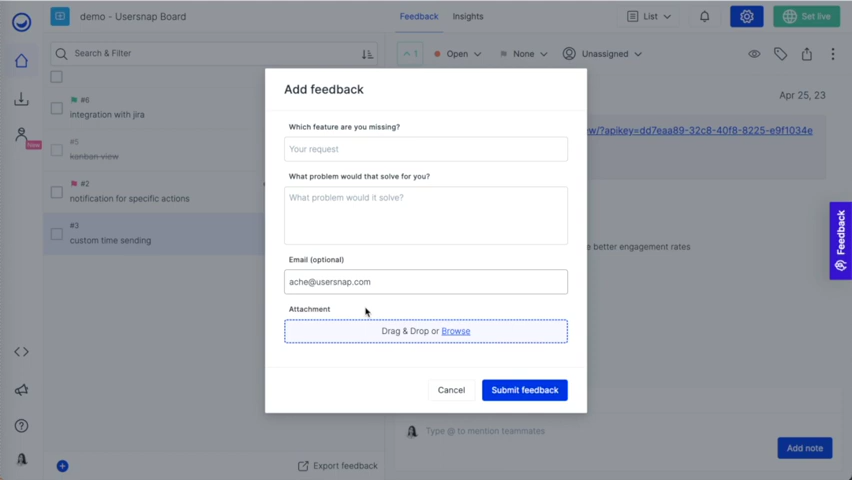 demo - Usersnap Board
Feedback
Insights
List
Set live
Search & Filter
1
Open
None
Unassigned
#6
integration with jira
#5
kanban view
#2
notification for specific actions
#3
custom time sending
New
Apr 25, 23
ew/?apikey=dd7eaa89-32c8-40f8-8225-e9f1034e
e better engagement rates
Add feedback
Which feature are you missing?
Your request
What problem would that solve for you?
What problem would it solve?
Email (optional)
ache@usersnap.com
Attachment
Drag & Drop or Browse
Cancel
Submit feedback
Feedback
Type @ to mention teammates
Add note
Export feedback